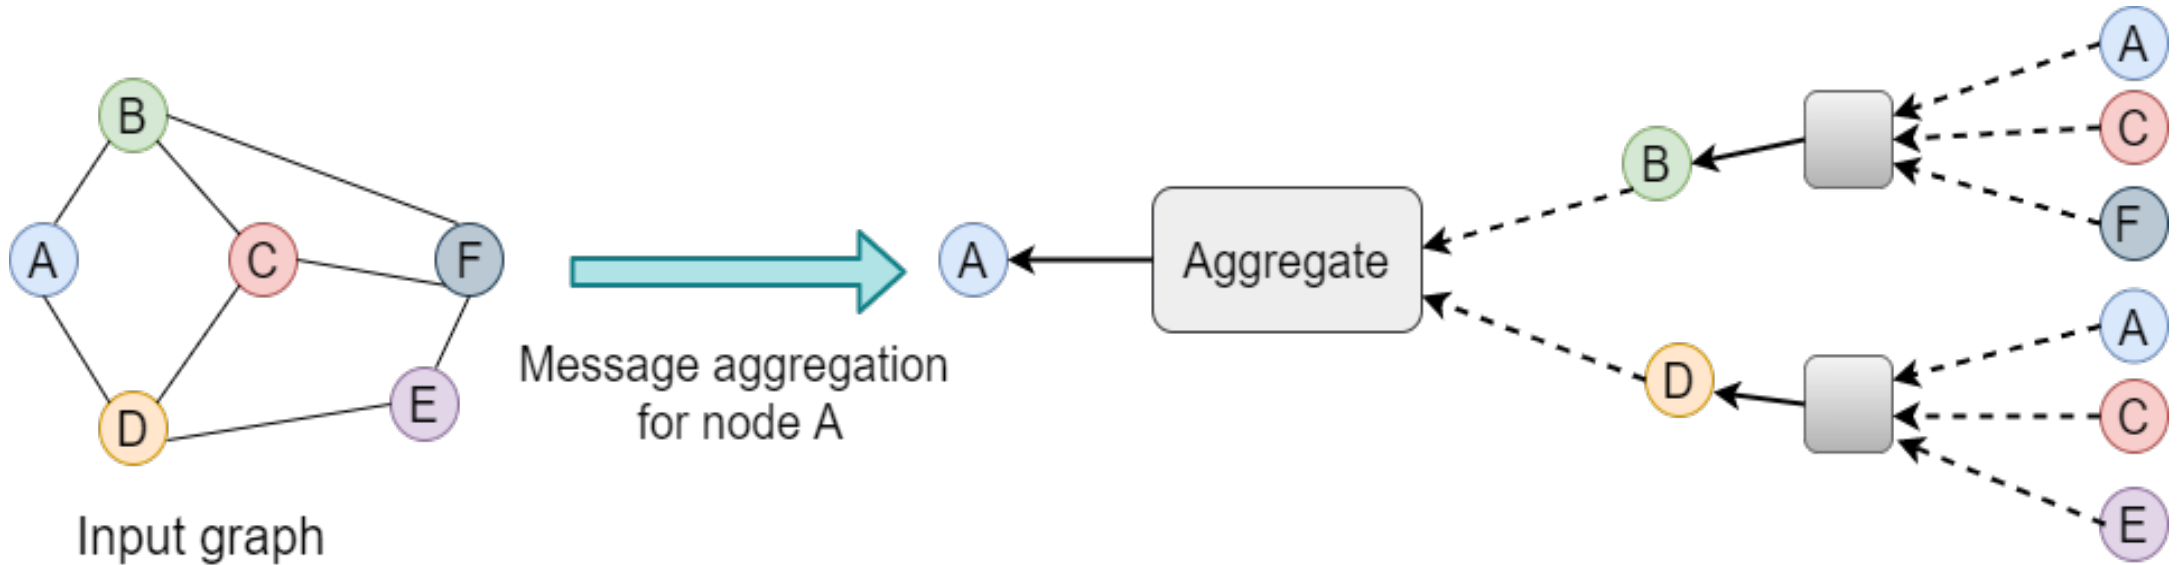 B
A
C
F
D
E
Input graph
Message aggregation
for node A
A
Aggregate
B
D
A
C
F
A
C
E